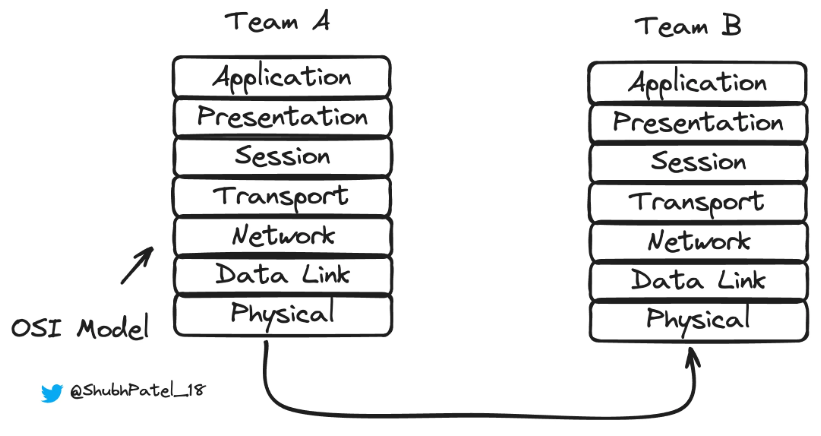 Team A
Application
Presentation
Session
Transport
Network
Data Link
Physical
OSI Model
@ShubhPatel_18
Team B
Application
Presentation
Session
Transport
Network
Data Link
Physical